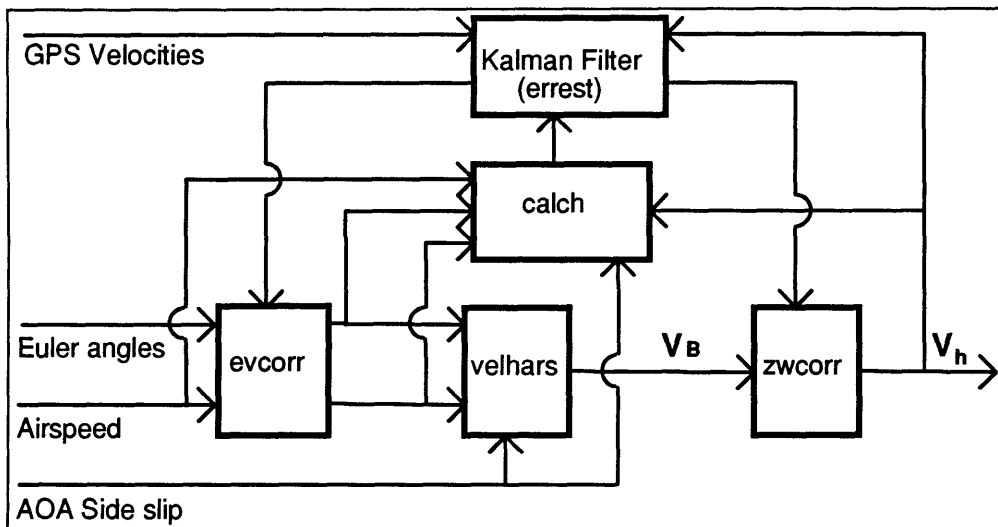 GPS Velocities
Kalman Filter
(errest)
calch
Euler angles
evcorr
velhars
VB
zwcorr
Vh
Airspeed
AOA Side slip